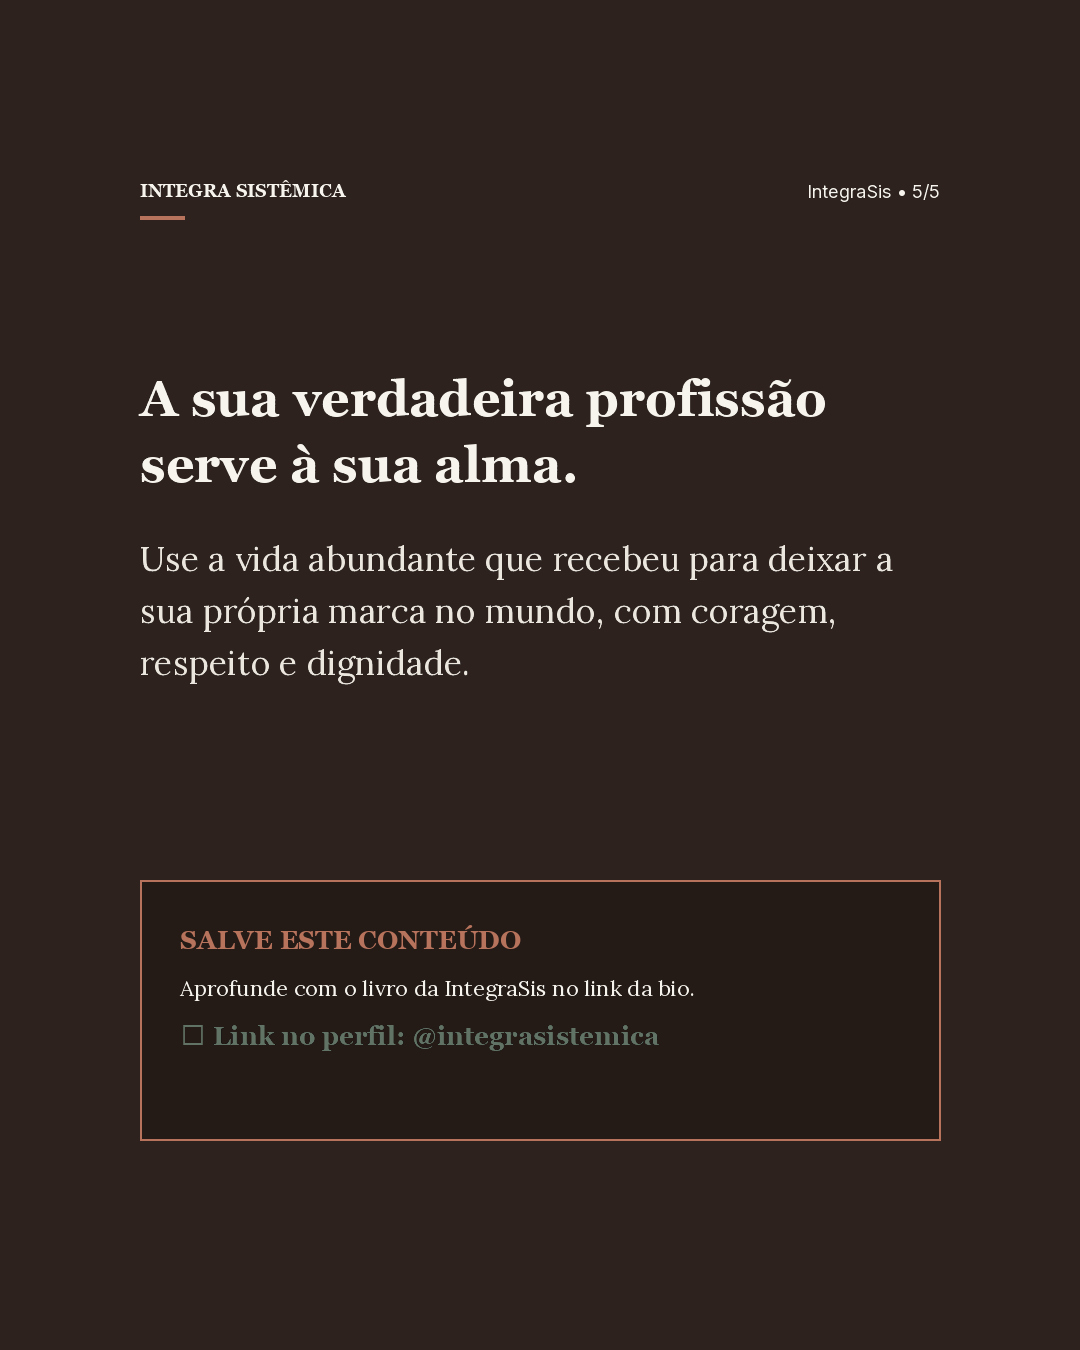 INTEGRA SISTÊMICA
IntegraSis • 5/5
A sua verdadeira profissão
serve à sua alma.
Use a vida abundante que recebeu para deixar a
sua própria marca no mundo, com coragem,
respeito e dignidade.
SALVE ESTE CONTEÚDO
Aprofunde com o livro da IntegraSis no link da bio.
☐ Link no perfil: @integrasistemica